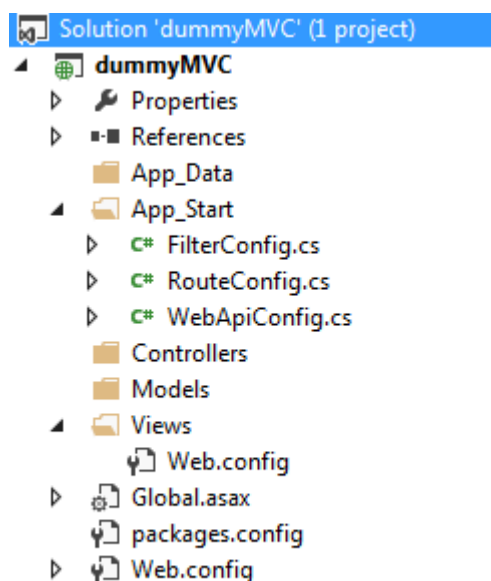 Solution 'dummyMVC' (1 project)
dummyMVC
Properties
References
App_Data
App_Start
C# FilterConfig.cs
C# RouteConfig.cs
C# WebApiConfig.cs
Controllers
Models
Views
Web.config
Global.asax
packages.config
Web.config